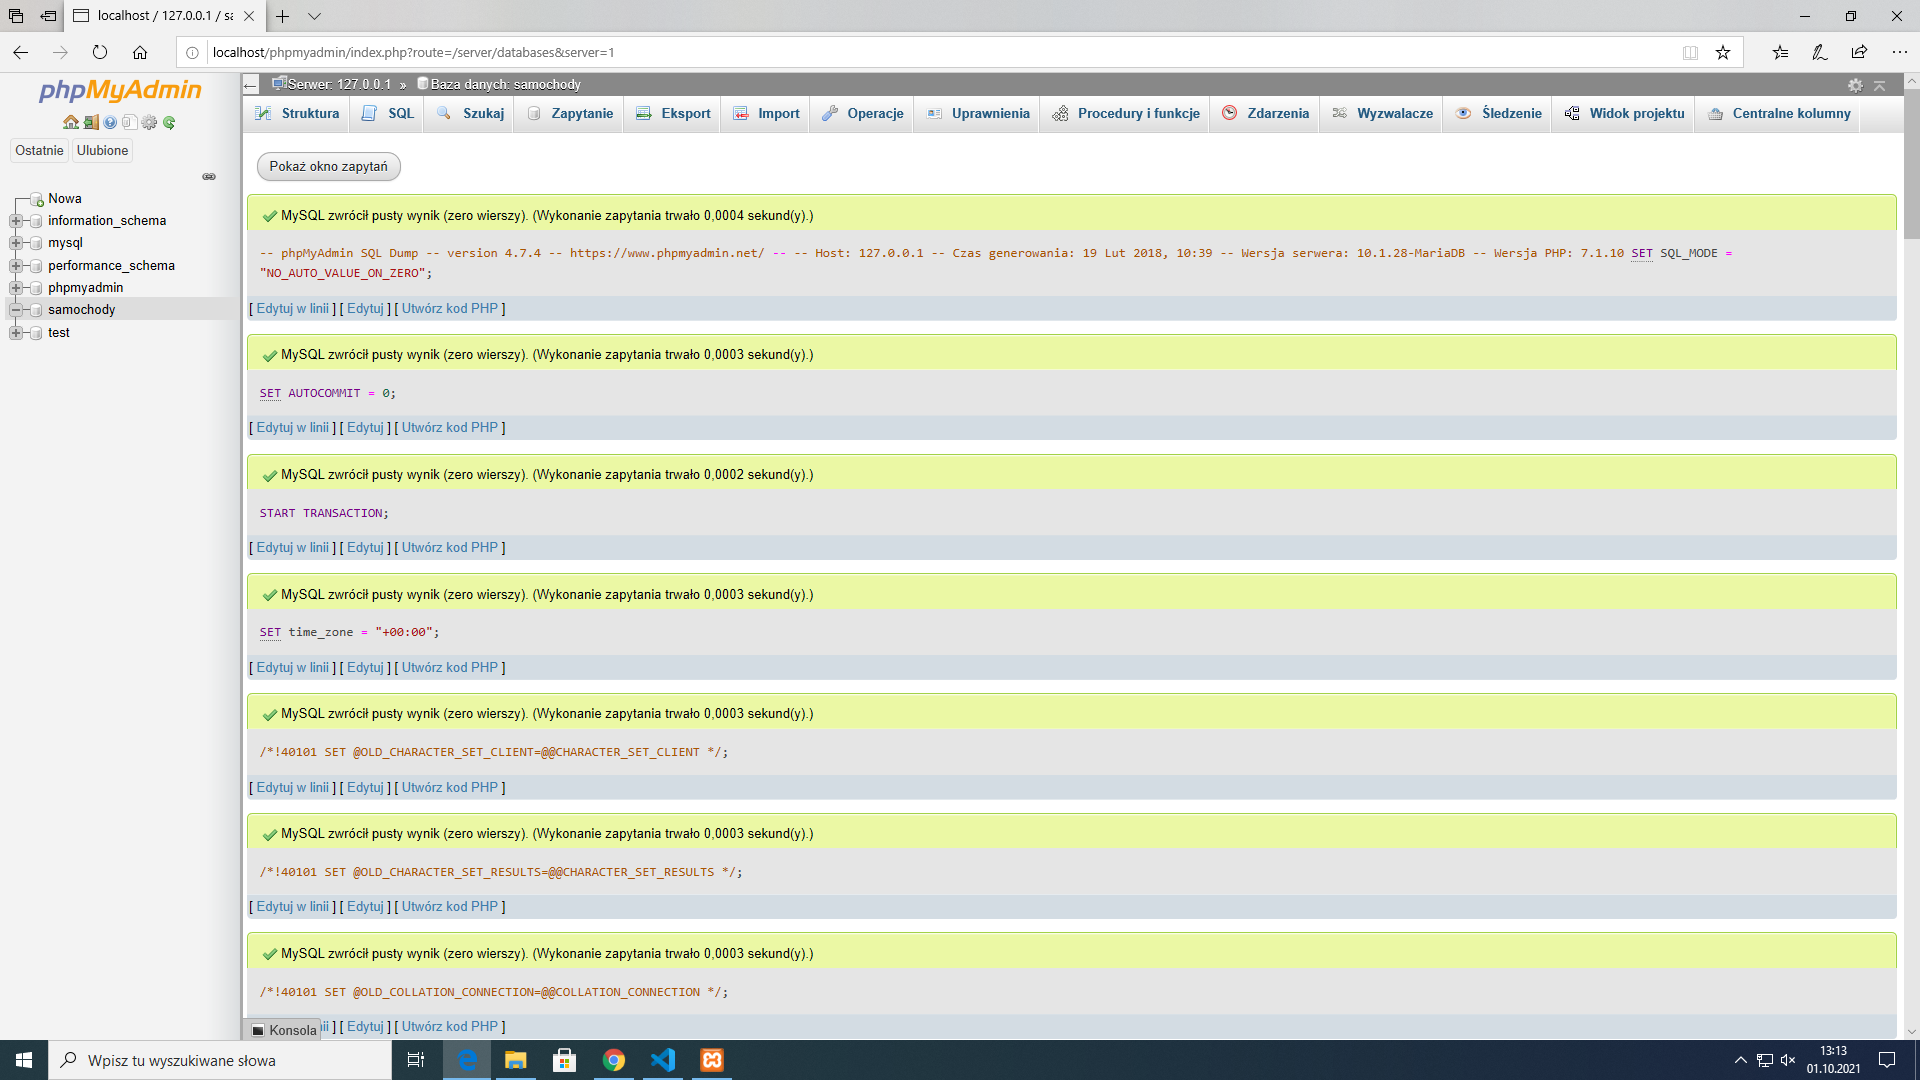 localhost / 127.0.0.1 / sa
localhost/phpmyadmin/index.php?route=/server/databases&server=1
phpMyAdmin
Ostatnie
Ulubione
Nowa
information_schema
mysql
performance_schema
phpmyadmin
samochody
test
Serwer: 127.0.0.1 » Baza danych: samochody
Struktura SQL Szukaj Zapytanie Eksport Import Operacje Uprawnienia Procedury i funkcje Zdarzenia Wyzwalacze Śledzenie Widok projektu Centralne kolumny
Pokaż okno zapytań
MySQL zwrócił pusty wynik (zero wierszy). (Wykonanie zapytania trwało 0,0004 sekund(y).)
-- phpMyAdmin SQL Dump -- version 4.7.4 -- https://www.phpmyadmin.net/ -- -- Host: 127.0.0.1 -- Czas generowania: 19 Lut 2018, 10:39 -- Wersja serwera: 10.1.28-MariaDB -- Wersja PHP: 7.1.10 SET SQL_MODE =
"NO_AUTO_VALUE_ON_ZERO";
[ Edytuj w linii ] [ Edytuj ] [ Utwórz kod PHP ]
MySQL zwrócił pusty wynik (zero wierszy). (Wykonanie zapytania trwało 0,0003 sekund(y).)
SET AUTOCOMMIT = 0;
[ Edytuj w linii ] [ Edytuj ] [ Utwórz kod PHP ]
MySQL zwrócił pusty wynik (zero wierszy). (Wykonanie zapytania trwało 0,0002 sekund(y).)
START TRANSACTION;
[ Edytuj w linii ] [ Edytuj ] [ Utwórz kod PHP ]
MySQL zwrócił pusty wynik (zero wierszy). (Wykonanie zapytania trwało 0,0003 sekund(y).)
SET time_zone = "+00:00";
[ Edytuj w linii ] [ Edytuj ] [ Utwórz kod PHP ]
MySQL zwrócił pusty wynik (zero wierszy). (Wykonanie zapytania trwało 0,0003 sekund(y).)
/*!40101 SET @OLD_CHARACTER_SET_CLIENT=@@CHARACTER_SET_CLIENT */;
[ Edytuj w linii ] [ Edytuj ] [ Utwórz kod PHP ]
MySQL zwrócił pusty wynik (zero wierszy). (Wykonanie zapytania trwało 0,0003 sekund(y).)
/*!40101 SET @OLD_CHARACTER_SET_RESULTS=@@CHARACTER_SET_RESULTS */;
[ Edytuj w linii ] [ Edytuj ] [ Utwórz kod PHP ]
MySQL zwrócił pusty wynik (zero wierszy). (Wykonanie zapytania trwało 0,0003 sekund(y).)
/*!40101 SET @OLD_COLLATION_CONNECTION=@@COLLATION_CONNECTION */;
Konsola ii ] [ Edytuj ] [ Utwórz kod PHP ]
Wpisz tu wyszukiwane słowa
13:13
01.10.2021